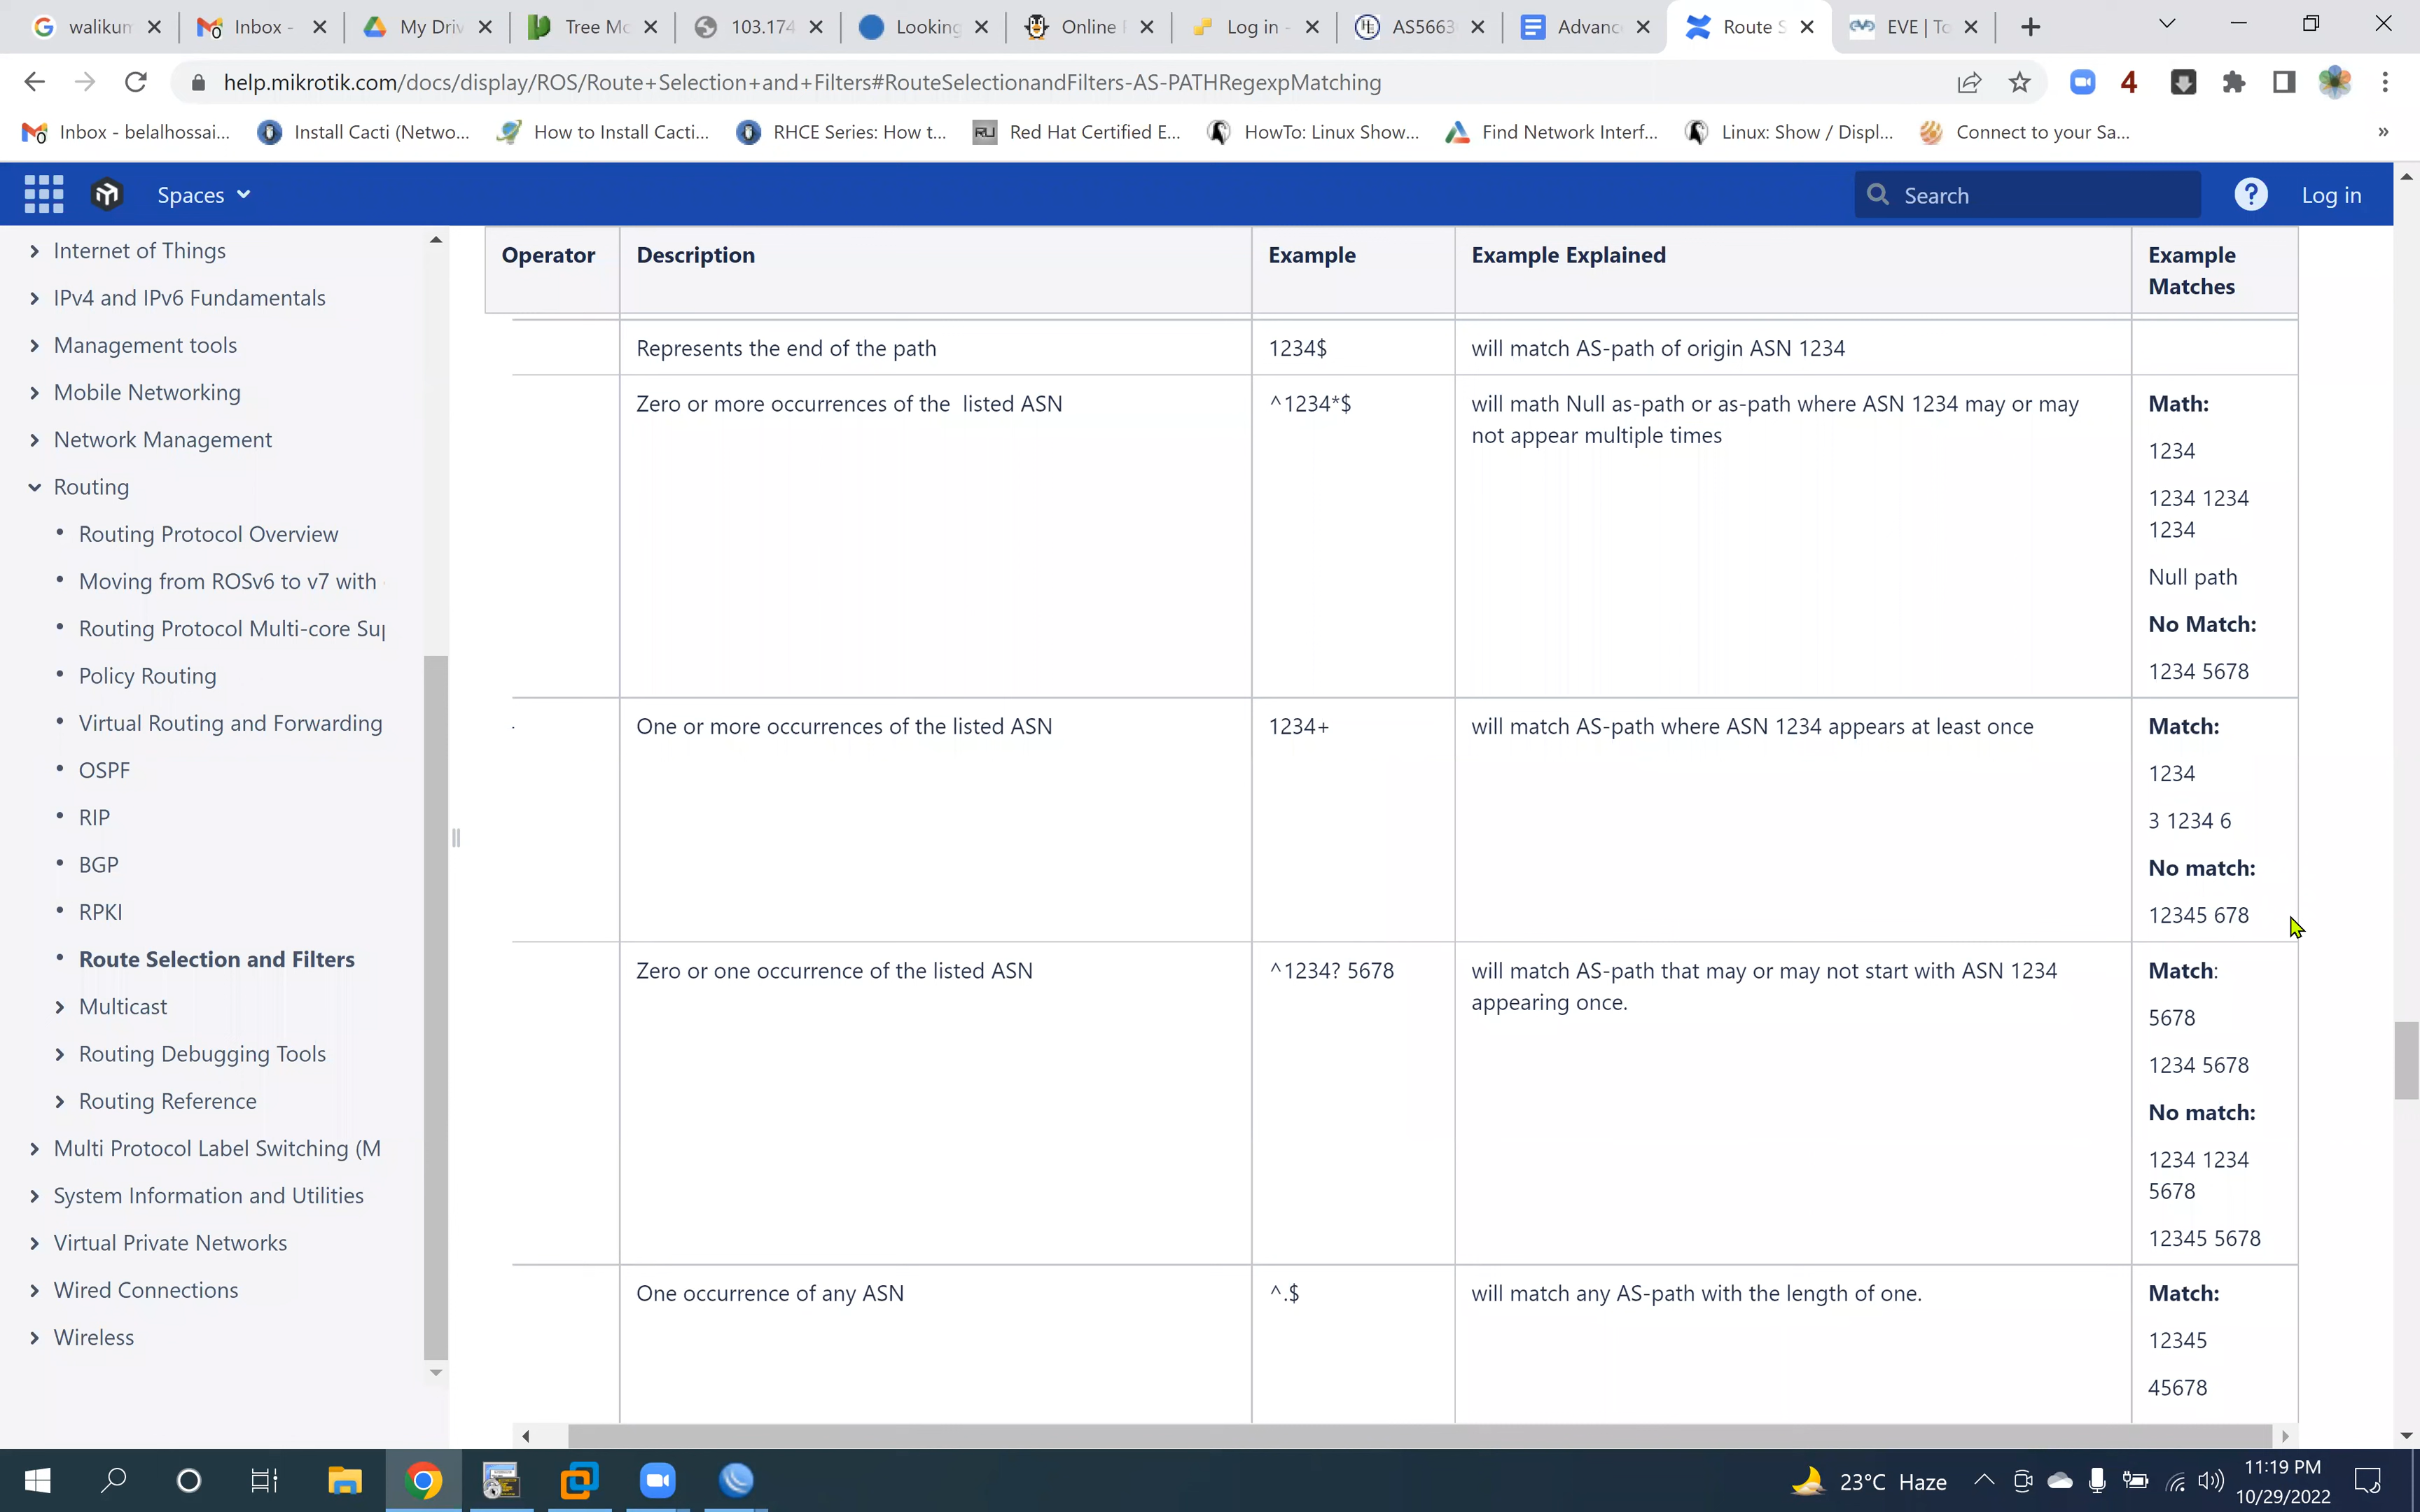 walikum
Inbox -
My Driv
Tree Mo
103.174
Looking
Online
Log in -
AS5663
Advanc
Route S
EVE | To
help.mikrotik.com/docs/display/ROS/Route+Selection+and+Filters#RouteSelectionandFilters-AS-PATHRegexpMatching
4
Inbox - belalhossai...
Install Cacti (Netwo...
How to Install Cacti...
RHCE Series: How t...
RU
Red Hat Certified E...
HowTo: Linux Show...
Find Network Interf...
Linux: Show / Displ...
Connect to your Sa...
»
Spaces
Search
Log in
Internet of Things
IPv4 and IPv6 Fundamentals
Management tools
Mobile Networking
Network Management
Routing
Routing Protocol Overview
Moving from ROSv6 to v7 with
Routing Protocol Multi-core Sup
Policy Routing
Virtual Routing and Forwarding
OSPF
RIP
BGP
RPKI
Route Selection and Filters
Multicast
Routing Debugging Tools
Routing Reference
Multi Protocol Label Switching (M
System Information and Utilities
Virtual Private Networks
Wired Connections
Wireless
Operator
Description
Example
Example Explained
Example
Matches
Represents the end of the path
1234$
will match AS-path of origin ASN 1234
Zero or more occurrences of the  listed ASN
^1234*$
will math Null as-path or as-path where ASN 1234 may or may
not appear multiple times
Math:
1234
1234 1234
1234
Null path
No Match:
1234 5678
One or more occurrences of the listed ASN
1234+
will match AS-path where ASN 1234 appears at least once
Match:
1234
3 1234 6
No match:
12345 678
Zero or one occurrence of the listed ASN
^1234? 5678
will match AS-path that may or may not start with ASN 1234
appearing once.
Match:
5678
1234 5678
No match:
1234 1234
5678
12345 5678
One occurrence of any ASN
^.$
will match any AS-path with the length of one.
Match:
12345
45678
23°C Haze
11:19 PM
10/29/2022